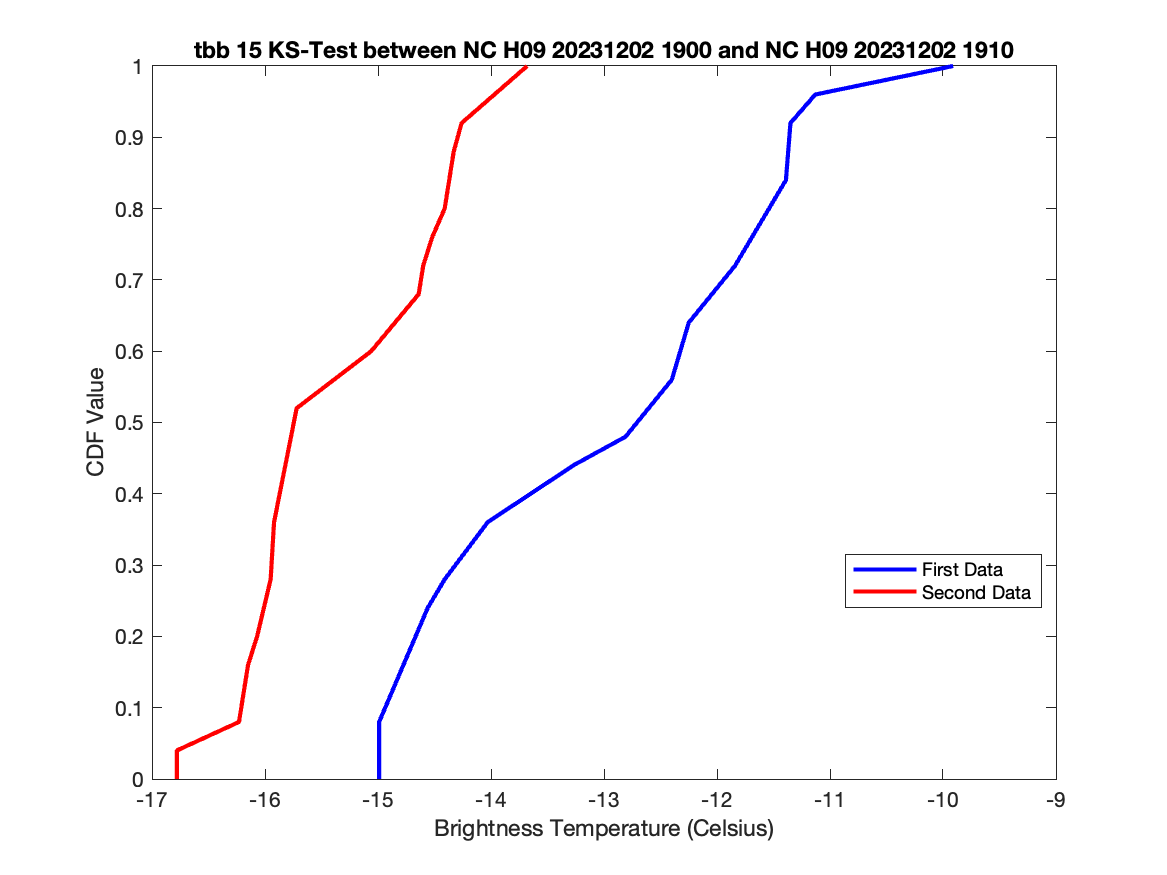 tbb 15 KS-Test between NC H09 20231202 1900 and NC H09 20231202 1910
1
0.9
0.8
0.7
0.6
0.5
0.4
0.3
0.2
0.1
0
CDF Value
-17 -16 -15 -14 -13 -12 -11 -10 -9
Brightness Temperature (Celsius)
First Data
Second Data